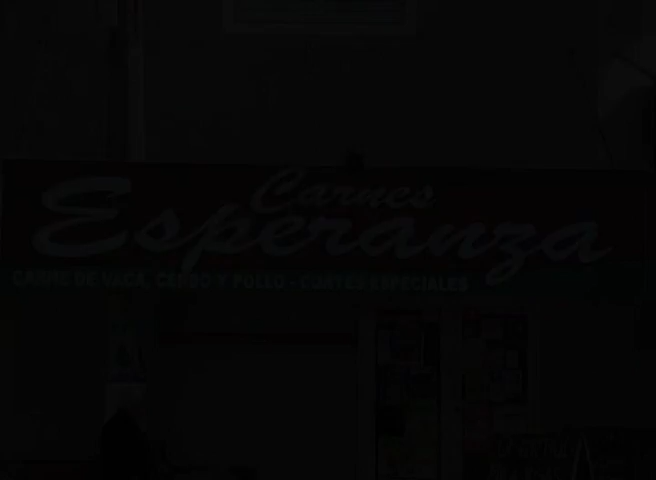 Carnes
Esperanza
CARNE DE VACA, CERDO Y POLLO - CORTES ESPECIALES